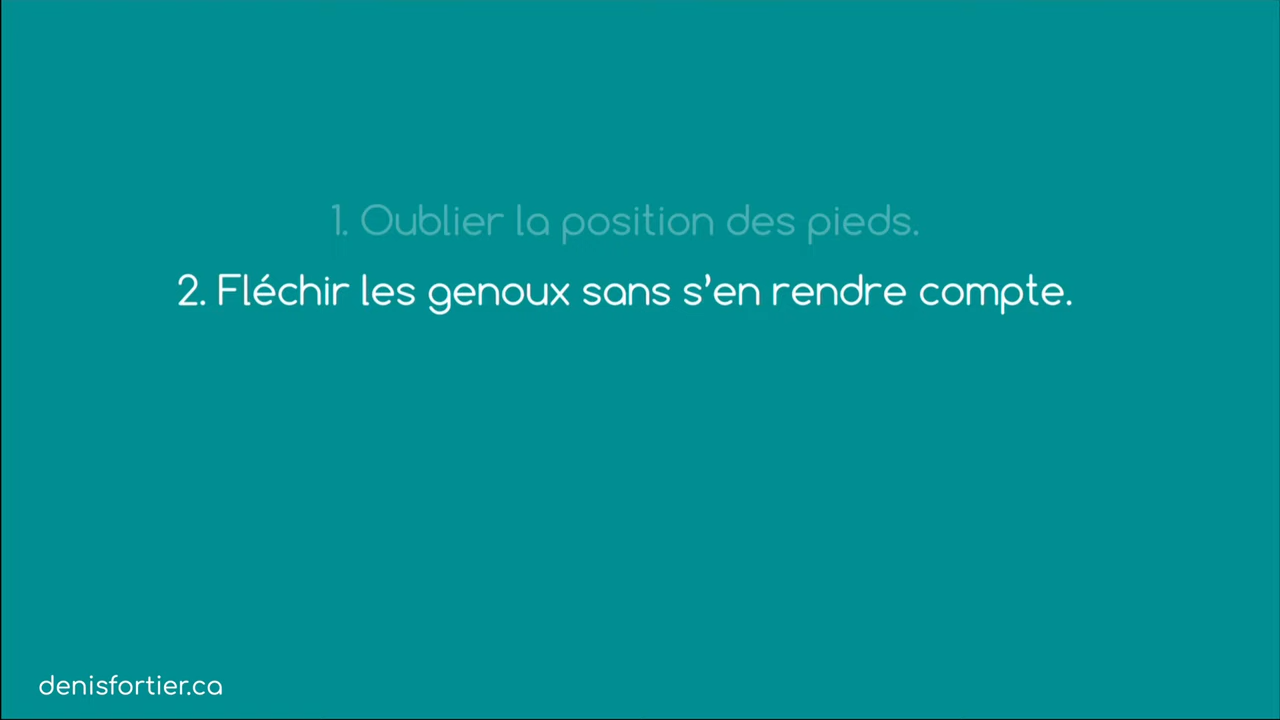 1. Oublier la position des pieds.
2. Fléchir les genoux sans s’en rendre compte.
denisfortier.ca